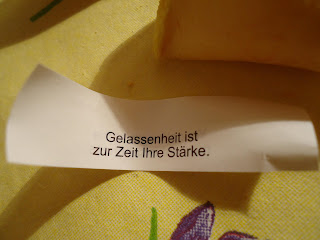 Gelassenheit ist
zur Zeit Ihre Stärke.